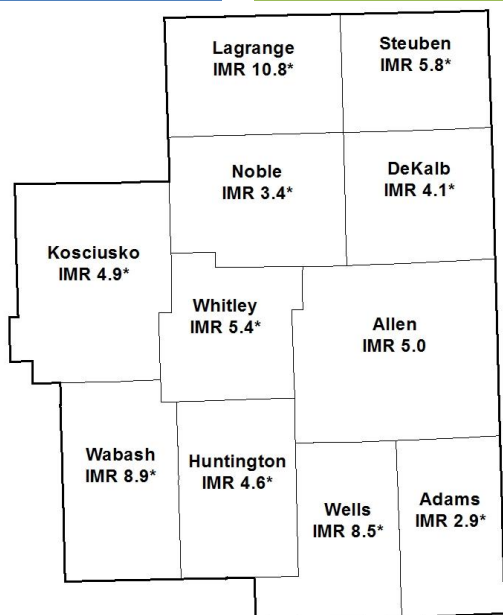 Lagrange
IMR 10.8*
Steuben
IMR 5.8*
Noble
IMR 3.4*
DeKalb
IMR 4.1*
Kosciusko
IMR 4.9*
Whitley
IMR 5.4*
Allen
IMR 5.0
Wabash
IMR 8.9*
Huntington
IMR 4.6*
Wells
IMR 8.5*
Adams
IMR 2.9*